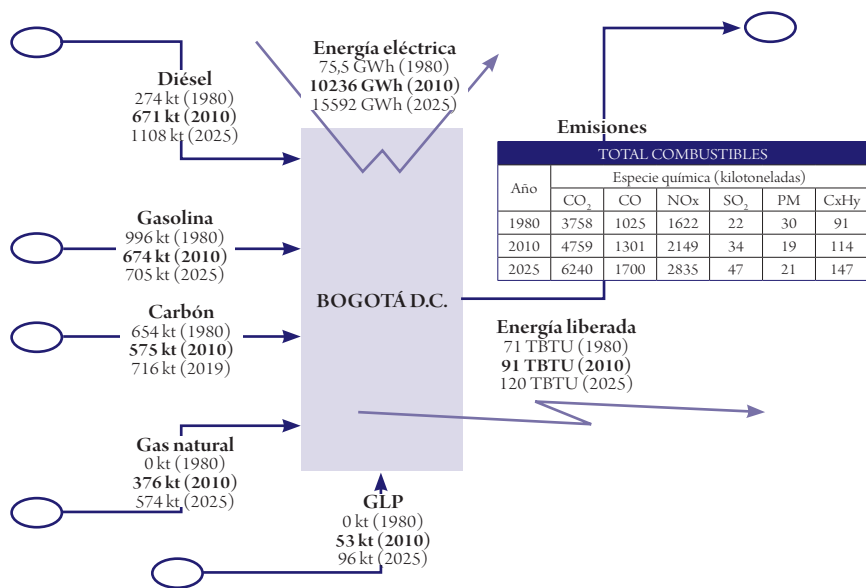 Diésel
274 kt (1980)
671 kt (2010)
1108 kt (2025)
Energía eléctrica
75,5 GWh (1980)
10236 GWh (2010)
15592 GWh (2025)
Emisiones
TOTAL COMBUSTIBLES
Año
Especie química (kilotoneladas)
CO₂ CO NOx SO₂ PM CxHy
1980 3758 1025 1622 22 30 91
2010 4759 1301 2149 34 19 114
2025 6240 1700 2835 47 21 147
Gasolina
996 kt (1980)
674 kt (2010)
705 kt (2025)
BOGOTÁ D.C.
Carbón
654 kt (1980)
575 kt (2010)
716 kt (2019)
Energía liberada
71 TBTU (1980)
91 TBTU (2010)
120 TBTU (2025)
Gas natural
0 kt (1980)
376 kt (2010)
574 kt (2025)
GLP
0 kt (1980)
53 kt (2010)
96 kt (2025)